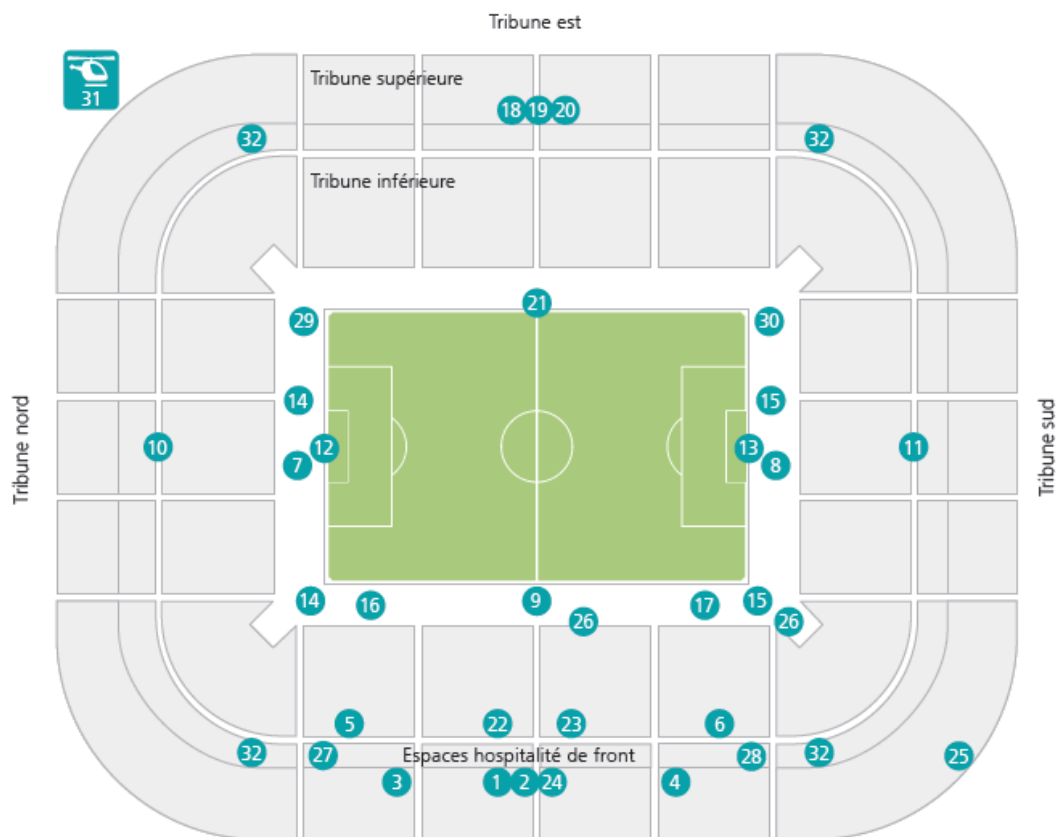 Tribune est
31
Tribune supérieure
18 19 20
32 32
Tribune inférieure
21
29 30
14 15
Tribune nord
10 12 13 11
7 8
Tribune sud
14 16 9 17 15
26 26
5 22 23 6
32 27 Espaces hospitalité de front 28 32 25
3 1 2 24 4